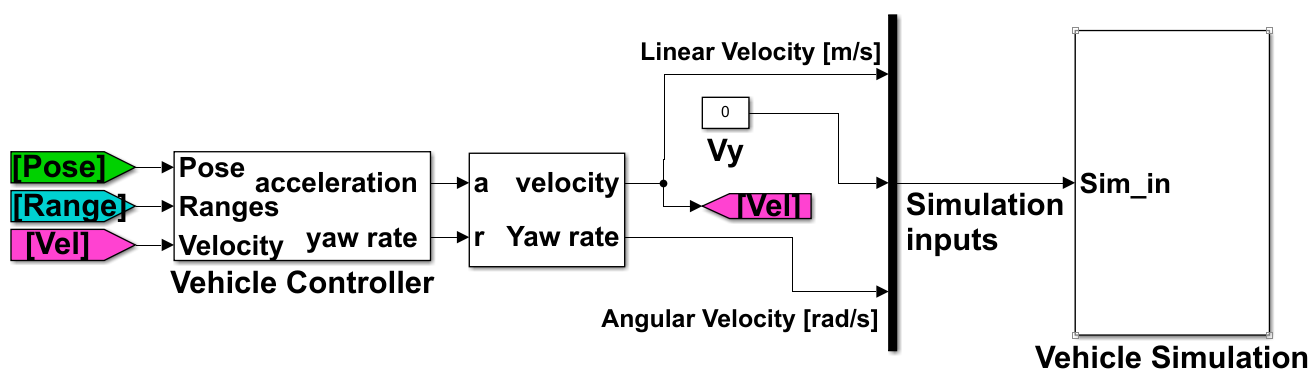 [Pose]
[Range]
[Vel]
Pose
Ranges
Velocity
acceleration
yaw rate
Vehicle Controller
a
r
velocity
Yaw rate
Linear Velocity [m/s]
0
Vy
[Vel]
Angular Velocity [rad/s]
Simulation
inputs
Sim_in
Vehicle Simulation